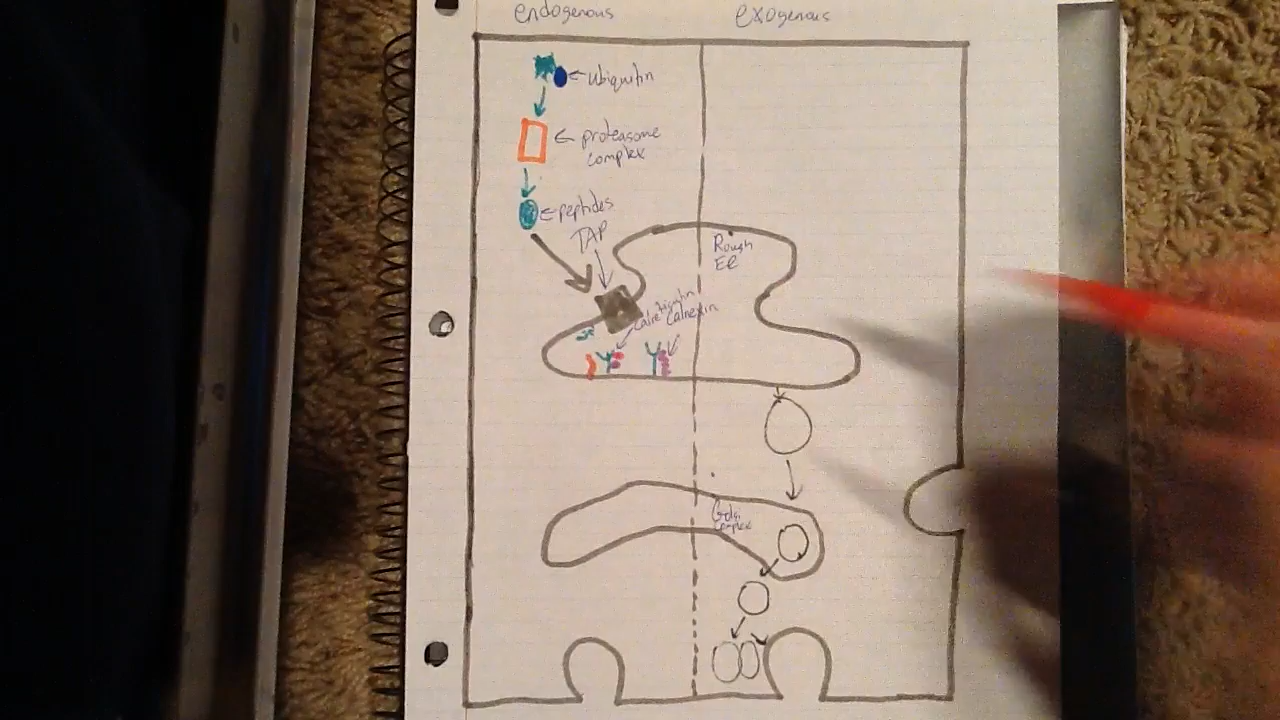 endogenous
exogenous
ubiquitin
proteasome
complex
peptides
TAP
Rough
ER
Calnexin
Golgi
complex